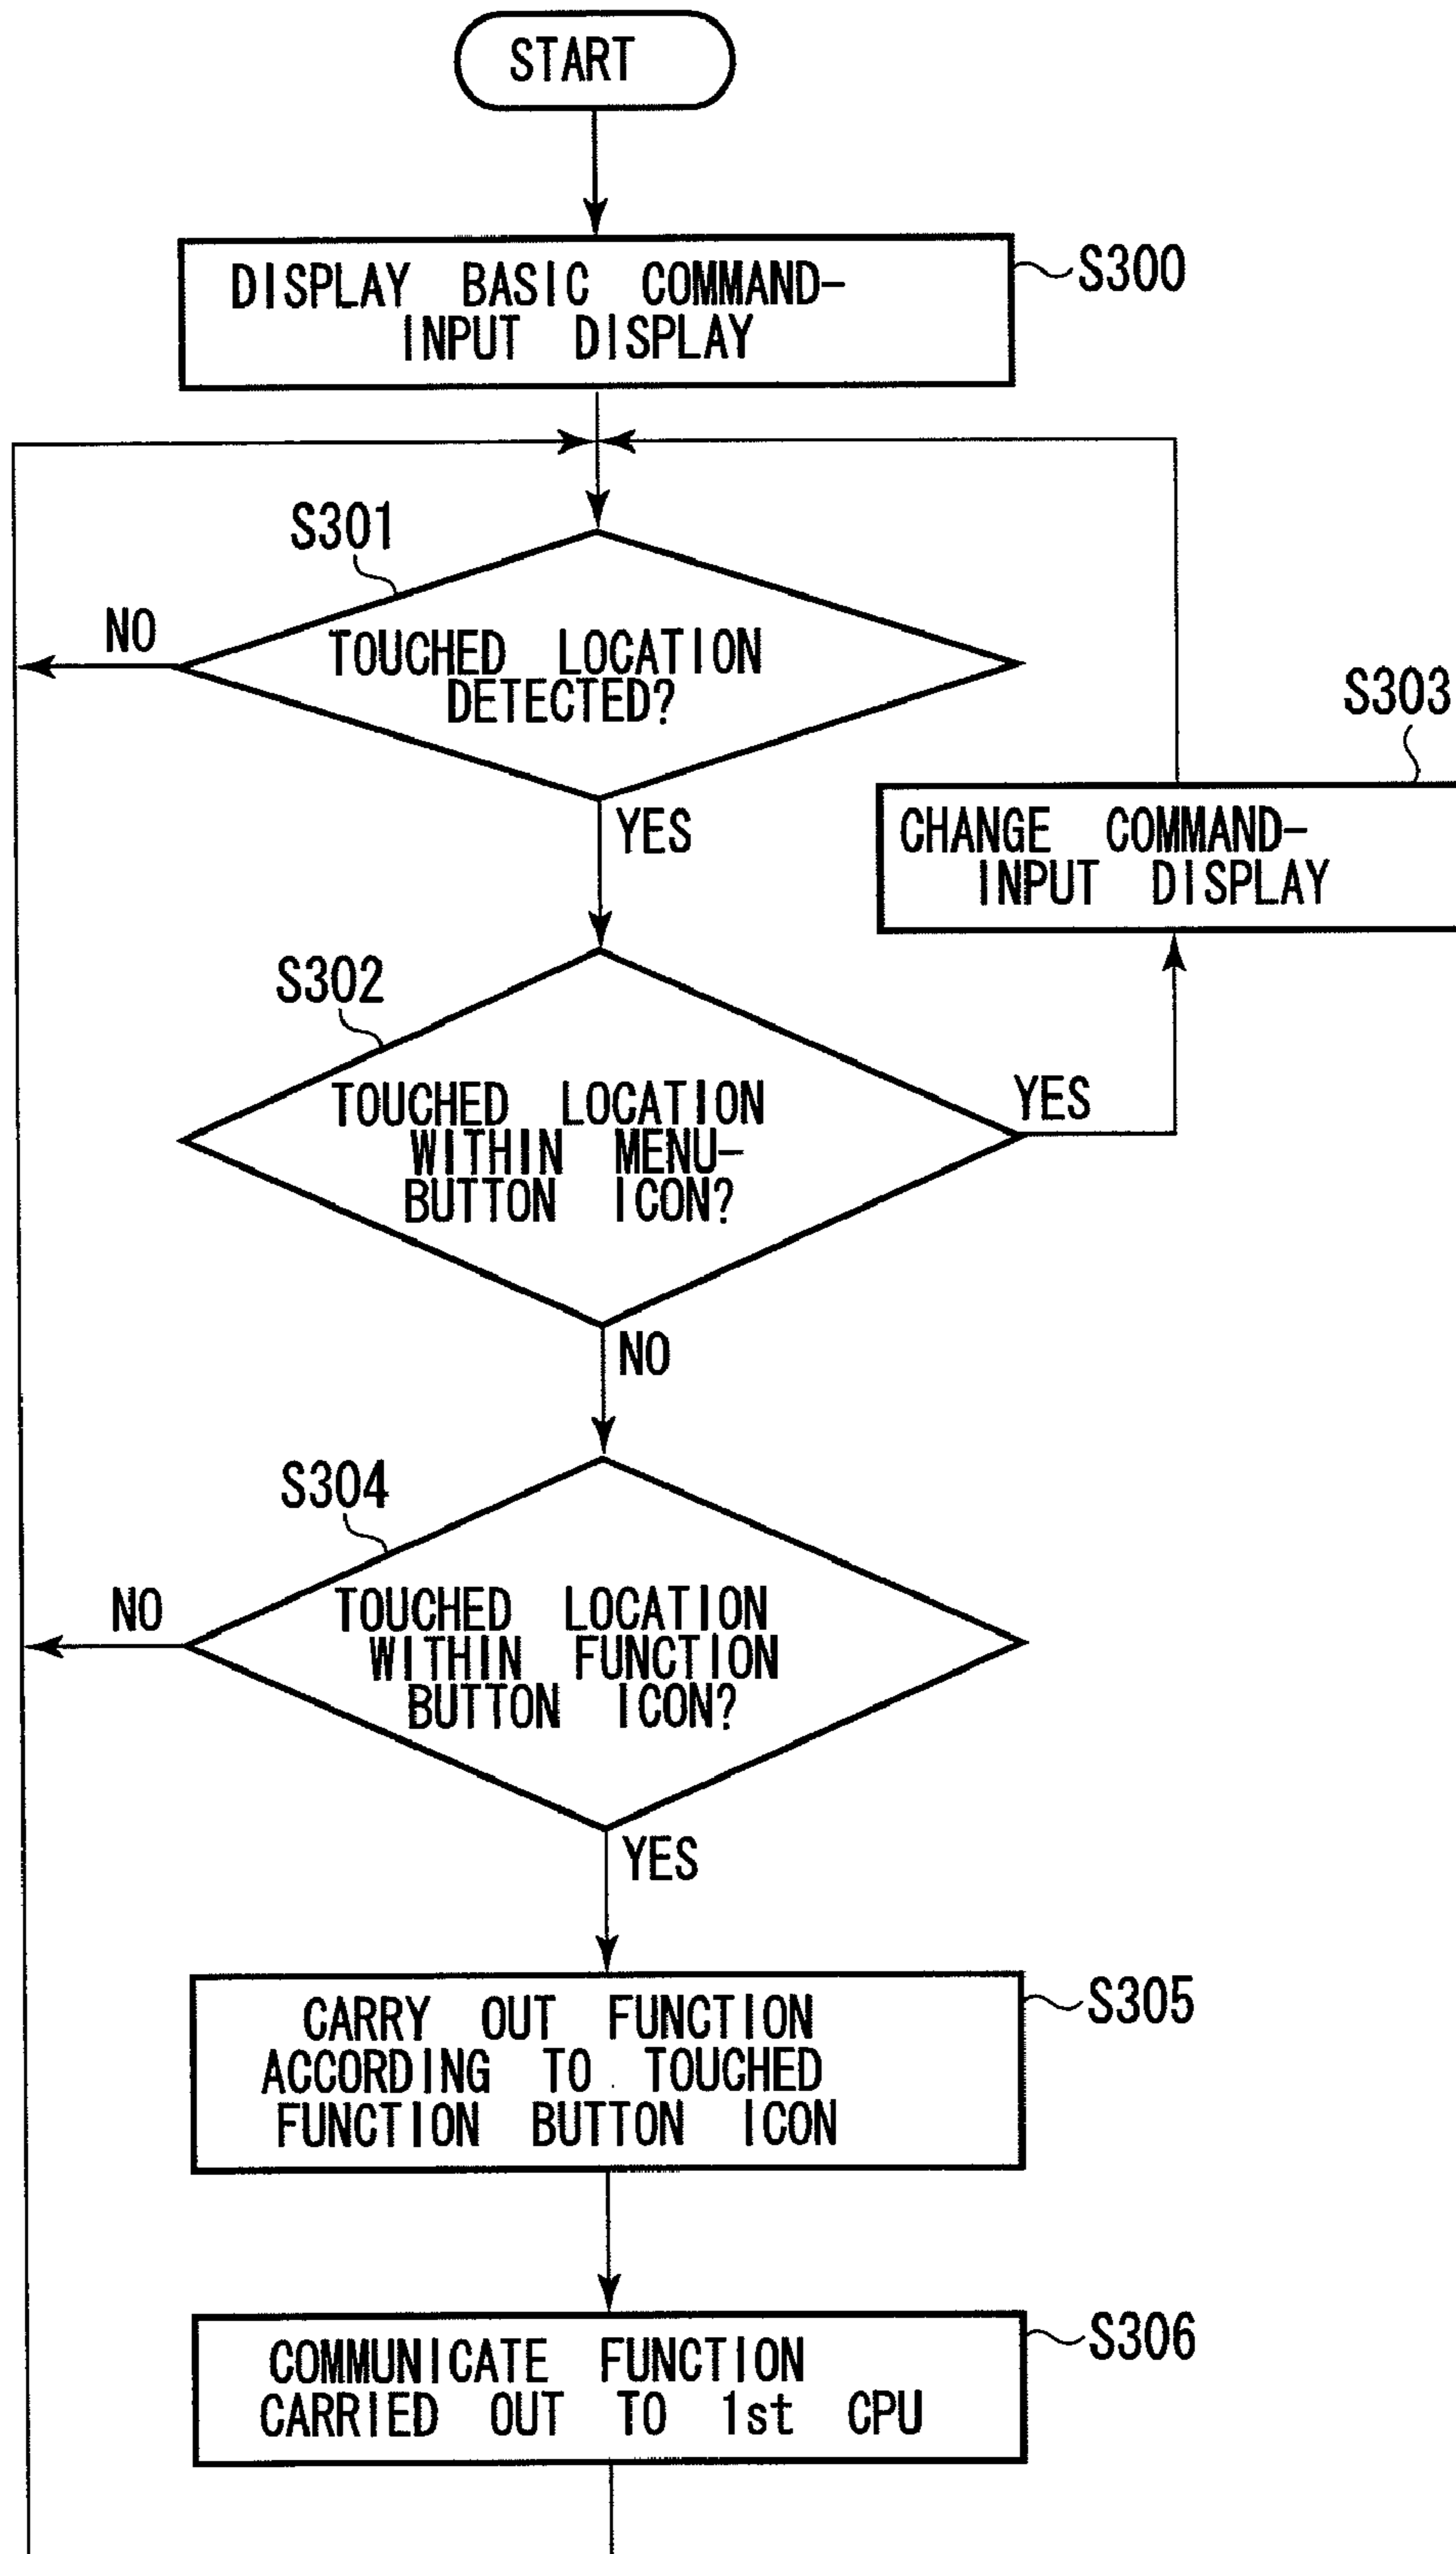 START
DISPLAY BASIC COMMAND-
INPUT DISPLAY
S300
S301
NO
TOUCHED LOCATION
DETECTED?
YES
S303
CHANGE COMMAND-
INPUT DISPLAY
S302
TOUCHED LOCATION
WITHIN MENU-
BUTTON ICON?
YES
NO
S304
NO
TOUCHED LOCATION
WITHIN FUNCTION
BUTTON ICON?
YES
CARRY OUT FUNCTION
ACCORDING TO TOUCHED
FUNCTION BUTTON ICON
S305
COMMUNICATE FUNCTION
CARRIED OUT TO 1st CPU
S306